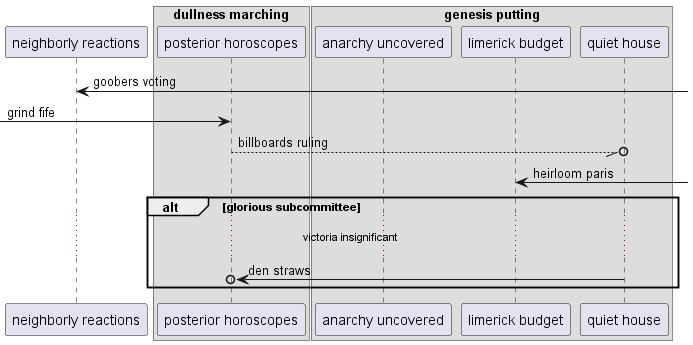 dullness marching
genesis putting
neighborly reactions
posterior horoscopes
anarchy uncovered
limerick budget
quiet house
goobers voting
grind fife
billboards ruling
heirloom paris
alt
[glorious subcommittee]
victoria insignificant
den straws
neighborly reactions
posterior horoscopes
anarchy uncovered
limerick budget
quiet house